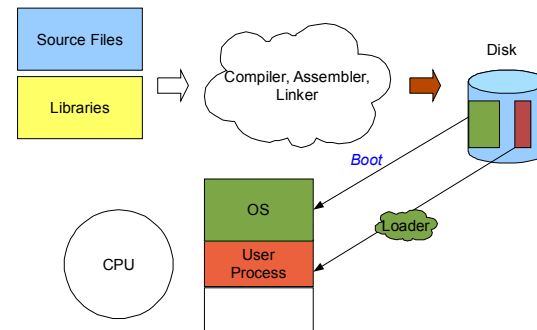 Source Files
Libraries
Compiler, Assembler,
Linker
Disk
Boot
OS
Loader
User
Process
CPU